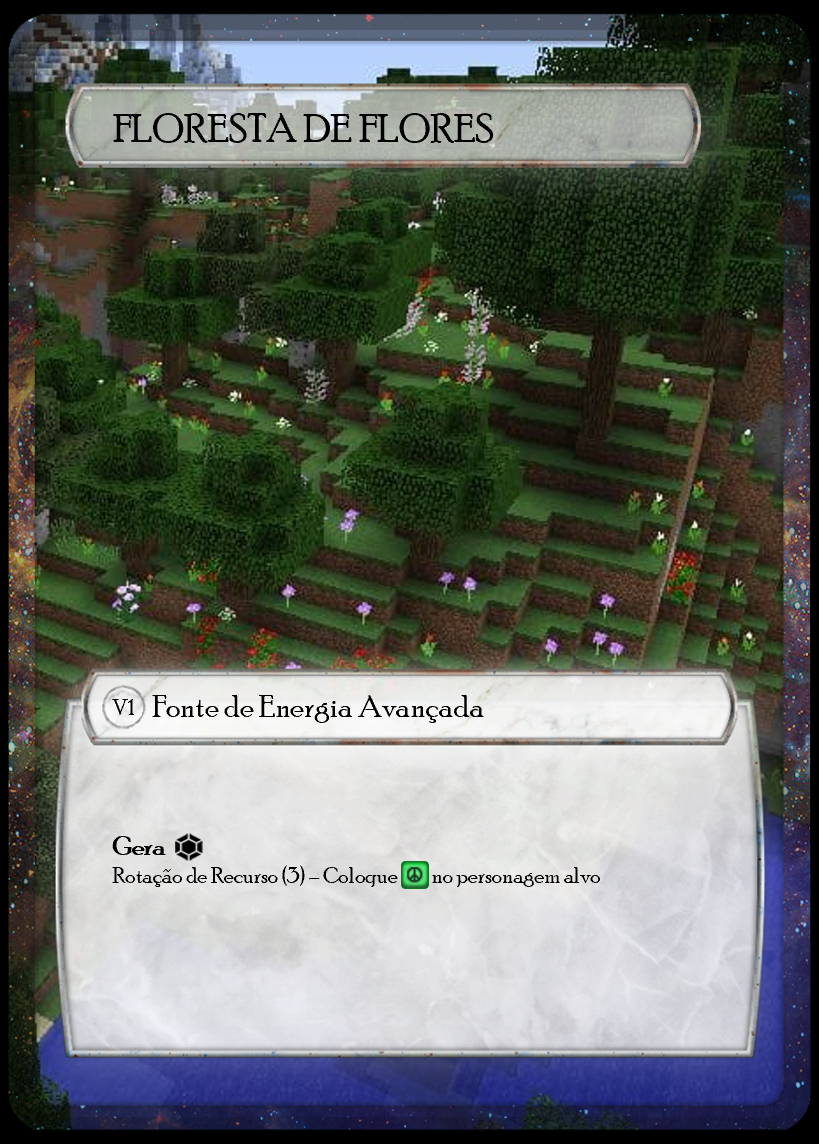 FLORESTA DE FLORES
V1 Fonte de Energia Avançada
Gera
Rotação de Recurso (3) – Coloque no personagem alvo